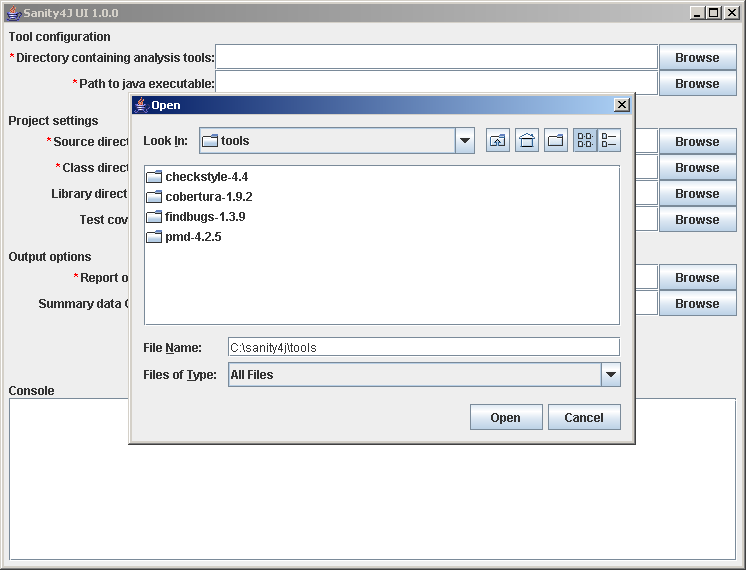 Sanity4J UI 1.0.0
Tool configuration
*Directory containing analysis tools: Browse
*Path to java executable: Browse
Open
Project settings
*Source direct Browse
*Class direct Browse
Library direct Browse
Test cov Browse
Output options
*Report o Browse
Summary data Browse
Look In: tools
checkstyle-4.4
cobertura-1.9.2
findbugs-1.3.9
pmd-4.2.5
File Name: C:\sanity4j\tools
Files of Type: All Files
Open Cancel
Console